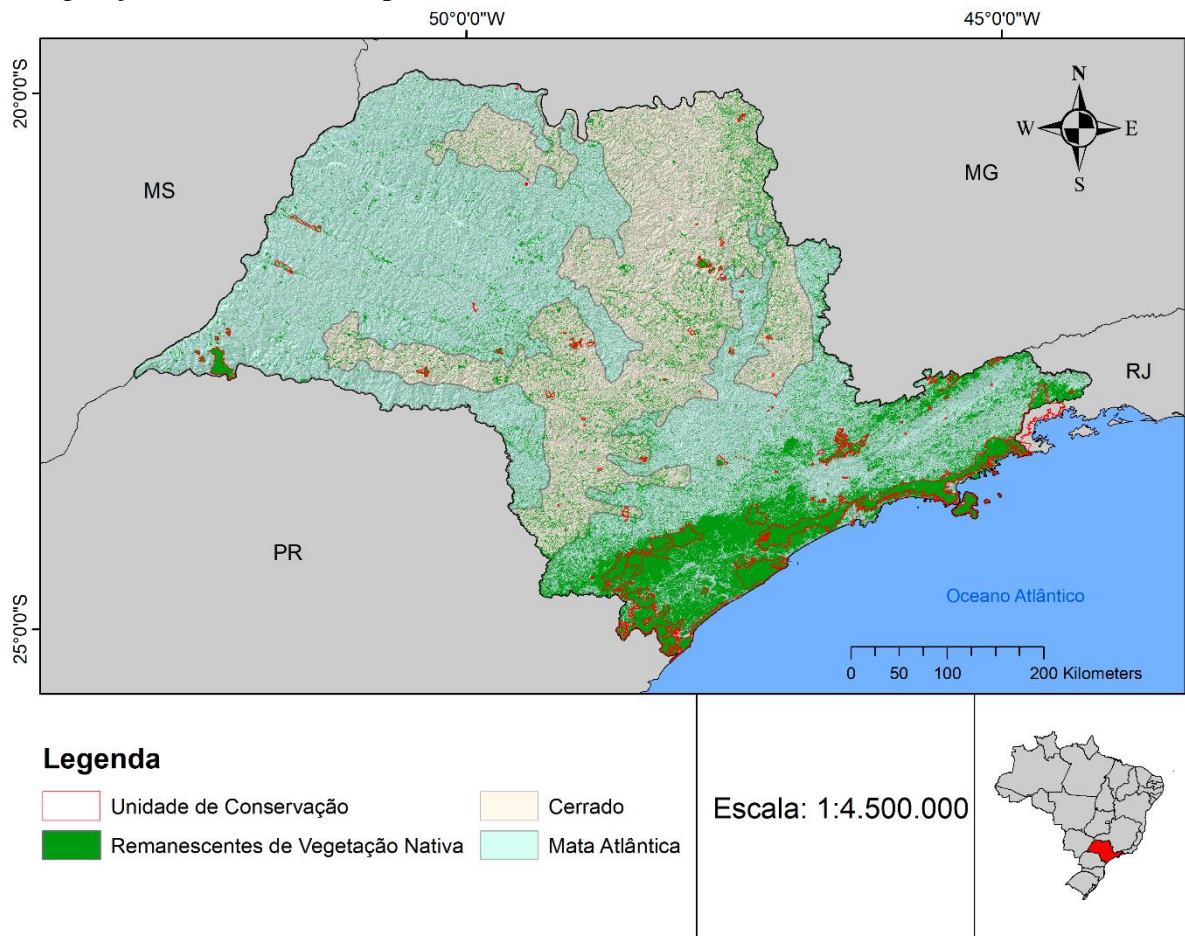 50°0'0"W
45°0'0"W
20°0'0"S
N
W
E
S
MS
MG
RJ
PR
Oceano Atlântico
25°0'0"S
0 50 100 200 Kilometers
Legenda
Unidade de Conservação
Cerrado
Remanescentes de Vegetação Nativa
Mata Atlântica
Escala: 1:4.500.000